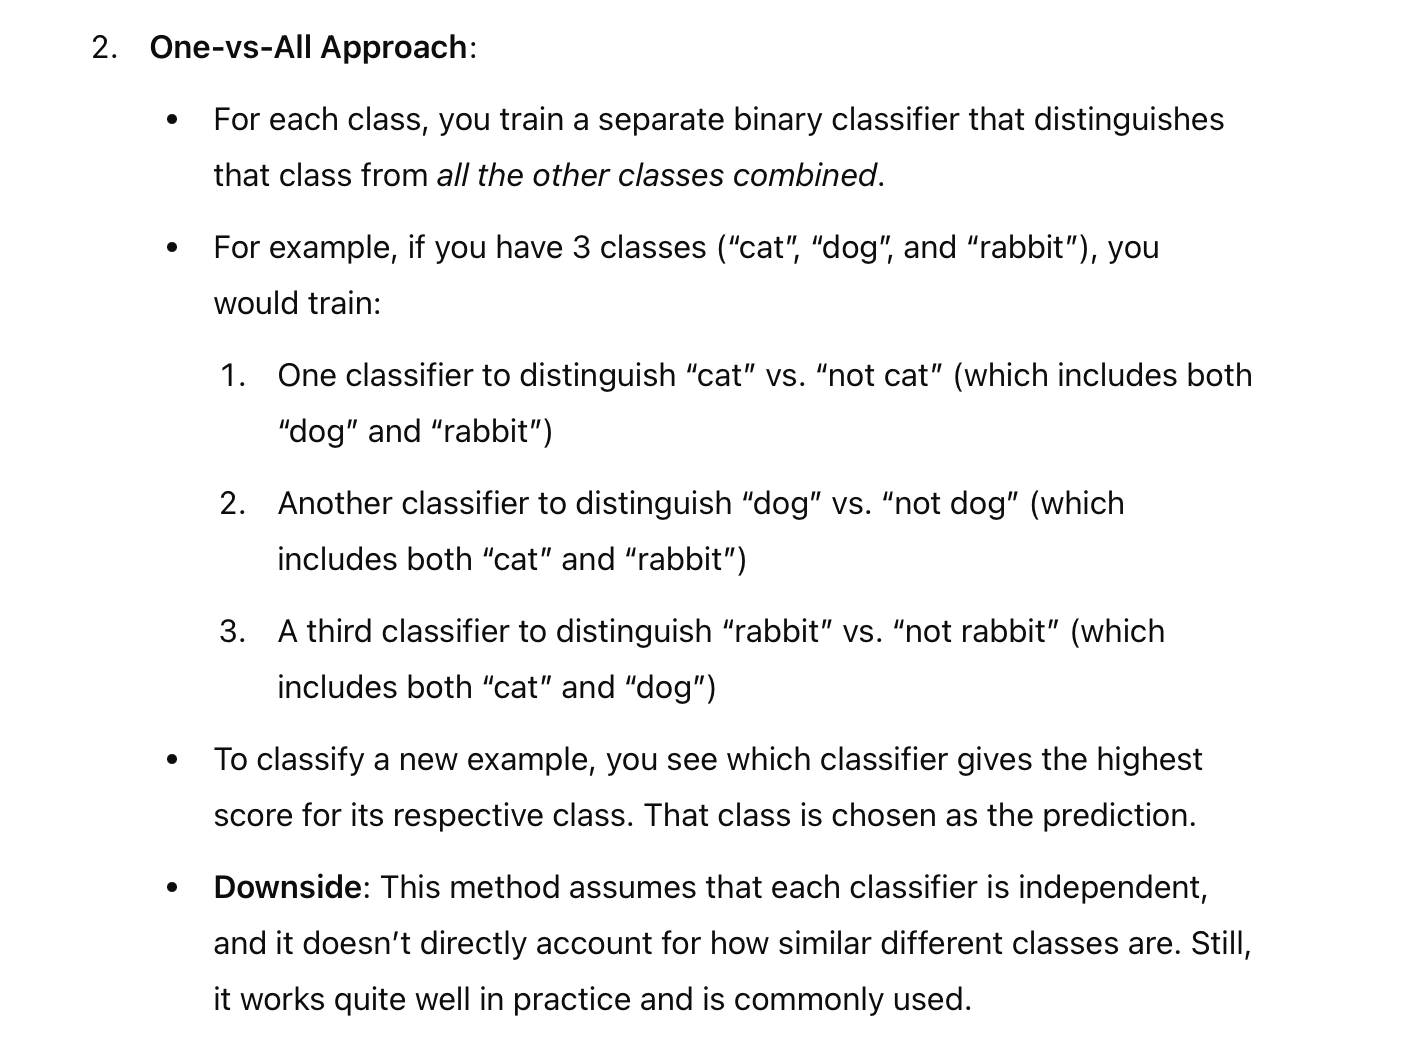 2. One-vs-All Approach:
• For each class, you train a separate binary classifier that distinguishes
that class from all the other classes combined.
• For example, if you have 3 classes (“cat”, “dog”, and “rabbit”), you
would train:
1. One classifier to distinguish “cat” vs. “not cat” (which includes both
“dog” and “rabbit”)
2. Another classifier to distinguish “dog” vs. “not dog” (which
includes both “cat” and “rabbit”)
3. A third classifier to distinguish “rabbit” vs. “not rabbit” (which
includes both “cat” and “dog”)
• To classify a new example, you see which classifier gives the highest
score for its respective class. That class is chosen as the prediction.
• Downside: This method assumes that each classifier is independent,
and it doesn’t directly account for how similar different classes are. Still,
it works quite well in practice and is commonly used.